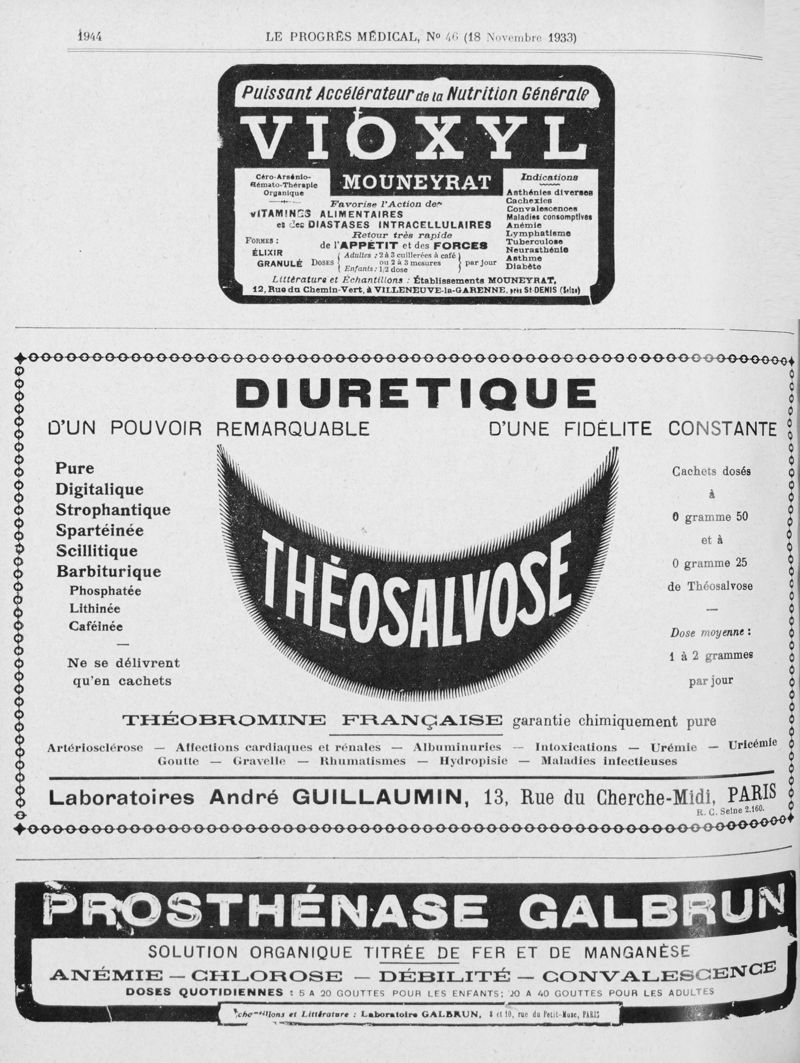 1944 LE PROGRÈS MÉDICAL, Nº 46 (18 Novembre 1933)
Puissant Accélérateur de la Nutrition Générale
VIOXYL
MOUNEYRAT
Céro-Arsénio-
Hémato-Thérapie
Organique
Favorise l'Action des
VITAMINES ALIMENTAIRES
et des DIASTASES INTRACELLULAIRES
Retour très rapide
de l'APPÉTIT et des FORCES
FORMES :
ÉLIXIR
GRANULÉ
DOSES
Adultes : 2 à 3 cuillerées à café
ou 2 à 3 mesures
Enfants : 1/2 dose
par jour
Indications
Asthénies diverses
Cachexies
Convalescences
Maladies consomptives
Anémie
Lymphatisme
Tuberculose
Neurasthénie
Asthme
Diabète
Littérature et Échantillons : Établissements MOUNEYRAT,
12, Rue du Chemin-Vert, à VILLENEUVE-la-GARENNE, près St-DENIS (Seine)
DIURETIQUE
D'UN POUVOIR REMARQUABLE D'UNE FIDÉLITE CONSTANTE
Pure
Digitalique
Strophantique
Spartéinée
Scillitique
Barbiturique
Phosphatée
Lithinée
Caféinée
Ne se délivrent
qu'en cachets
THÉOSALVOSE
Cachets dosés
à
0 gramme 50
et à
0 gramme 25
de Théosalvose
Dose moyenne :
1 à 2 grammes
par jour
THÉOBROMINE FRANÇAISE garantie chimiquement pure
Artériosclérose — Affections cardiaques et rénales — Albuminuries — Intoxications — Urémie — Uricémie
Goutte — Gravelle — Rhumatismes — Hydropisie — Maladies infectieuses
Laboratoires André GUILLAUMIN, 13, Rue du Cherche-Midi, PARIS
R. C. Seine 2.160.
PROSTHÉNASE GALBRUN
SOLUTION ORGANIQUE TITRÉE DE FER ET DE MANGANÈSE
ANÉMIE — CHLOROSE — DÉBILITÉ — CONVALESCENCE
DOSES QUOTIDIENNES : 5 A 20 GOUTTES POUR LES ENFANTS; 20 A 40 GOUTTES POUR LES ADULTES
Échantillons et Littérature : Laboratoire GALBRUN, 8 et 10, rue du Petit-Musc, PARIS